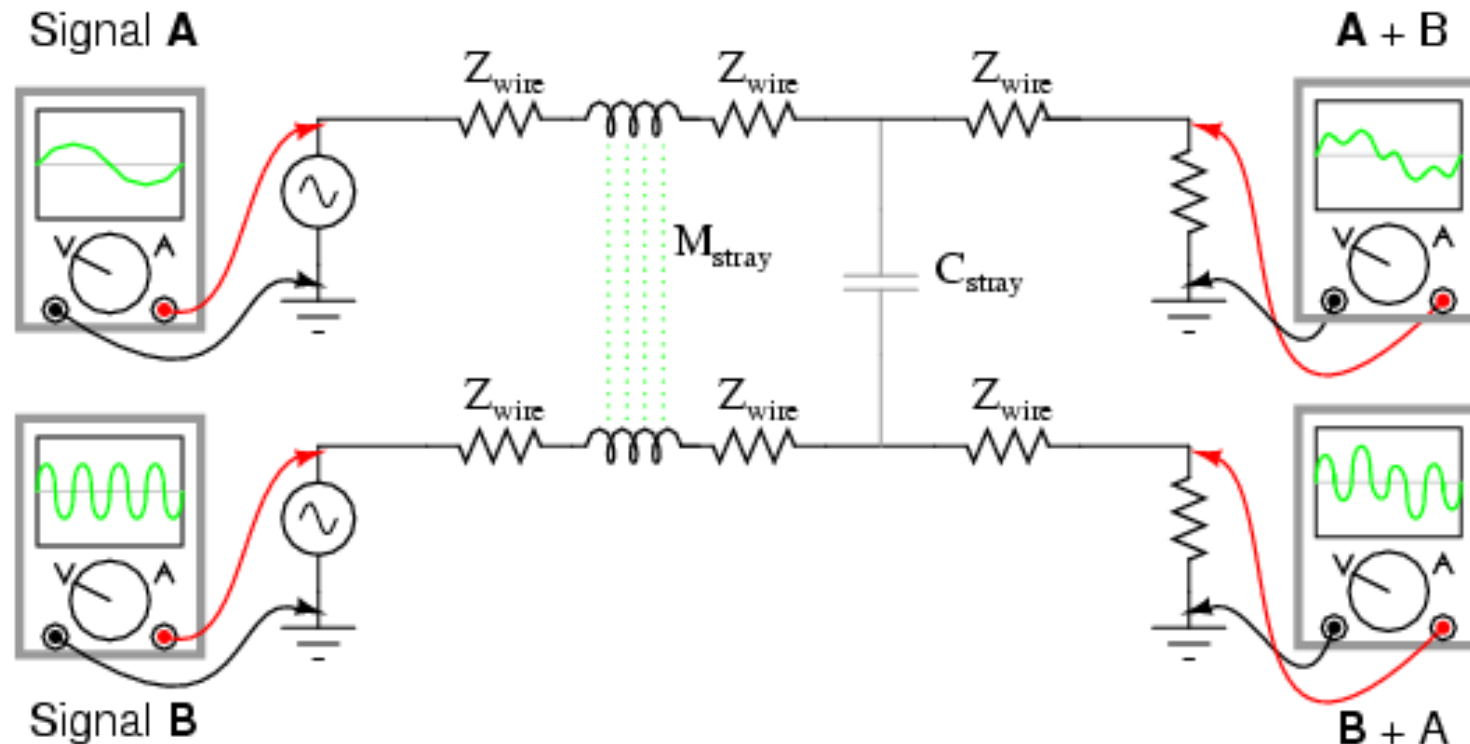 Signal A
A + B
Zwire Zwire Zwire
V A
V A
Mstray
Cstray
Zwire Zwire Zwire
V A
V A
Signal B
B + A